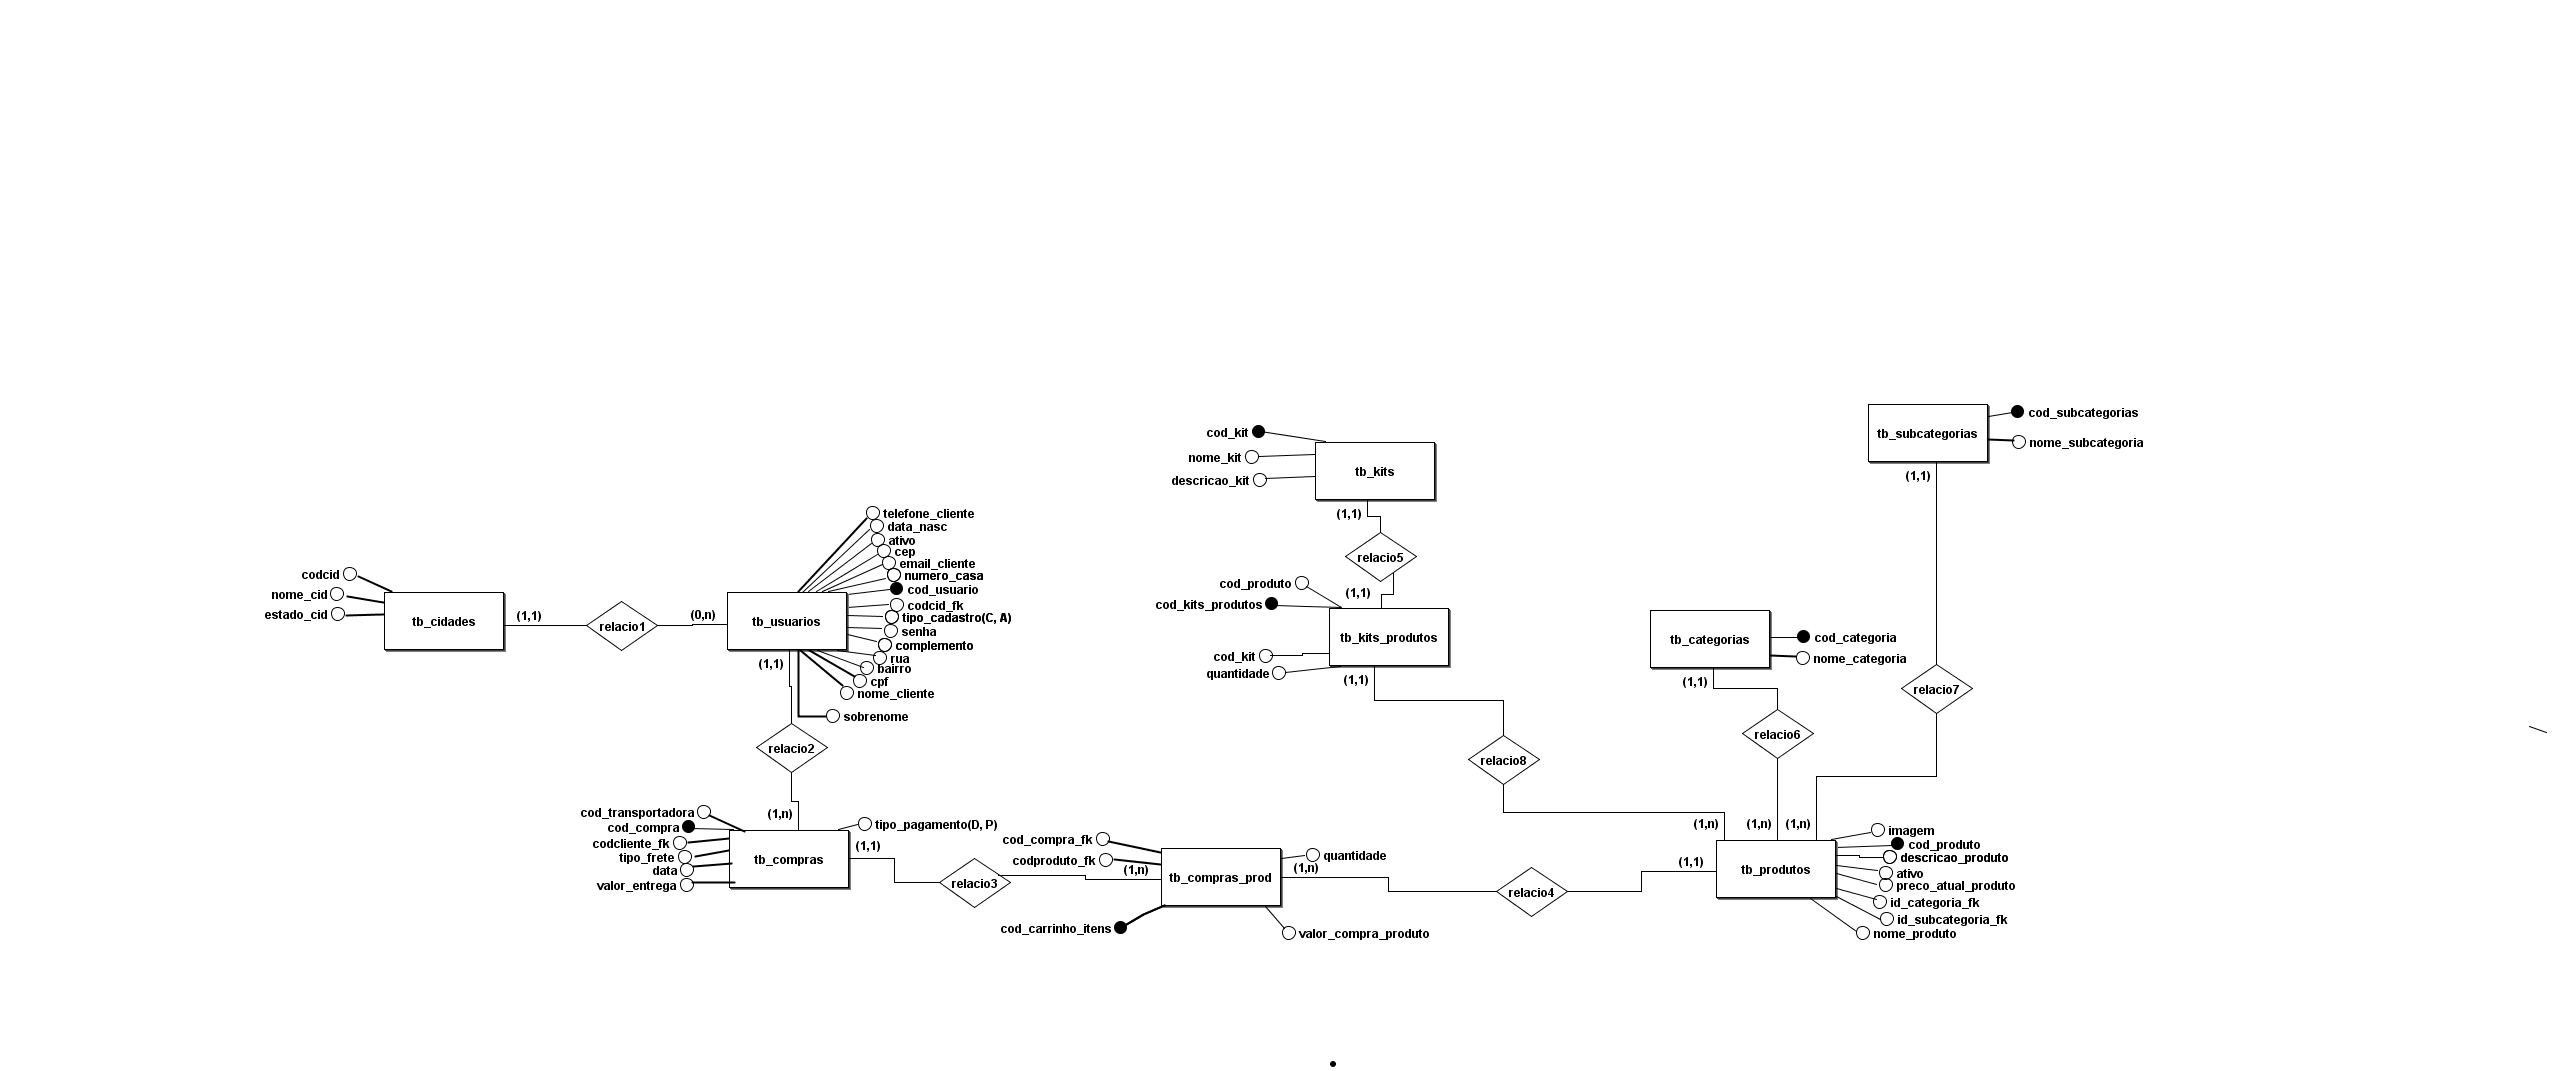 cod_subcategorias
tb_subcategorias
nome_subcategoria
(1,1)
cod_kit
nome_kit
tb_kits
descricao_kit
(1,1)
relacio5
cod_produto
(1,1)
cod_kits_produtos
tb_kits_produtos
cod_kit
quantidade
(1,1)
relacio8
(1,n)
tb_categorias
cod_categoria
nome_categoria
(1,1)
relacio6
(1,n)
relacio7
(1,n)
codcid
nome_cid
estado_cid
tb_cidades
(1,1)
relacio1
(0,n)
tb_usuarios
telefone_cliente
data_nasc
ativo
cep
email_cliente
numero_casa
cod_usuario
codcid_fk
tipo_cadastro(C, A)
senha
complemento
rua
bairro
cpf
nome_cliente
sobrenome
(1,1)
relacio2
(1,n)
cod_transportadora
cod_compra
codcliente_fk
tipo_frete
data
valor_entrega
tb_compras
tipo_pagamento(D, P)
(1,1)
relacio3
(1,n)
cod_compra_fk
codproduto_fk
tb_compras_prod
quantidade
(1,n)
cod_carrinho_itens
valor_compra_produto
relacio4
(1,1)
tb_produtos
imagem
cod_produto
descricao_produto
ativo
preco_atual_produto
id_categoria_fk
id_subcategoria_fk
nome_produto